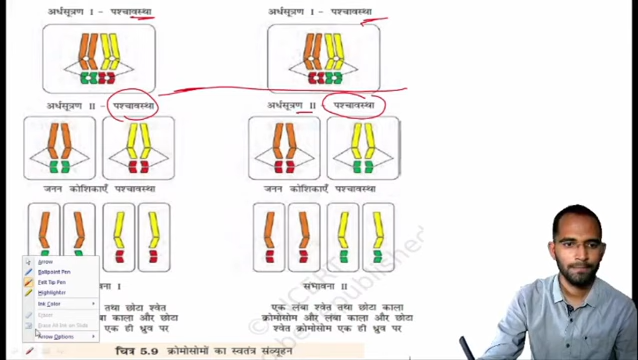 अर्धसूत्रण I - पश्चावस्था
अर्धसूत्रण I - पश्चावस्था
अर्धसूत्रण II - पश्चावस्था
अर्धसूत्रण II - पश्चावस्था
जनन कोशिकाएँ पश्चावस्था
जनन कोशिकाएँ पश्चावस्था
Arrow
Ballpoint Pen
Felt Tip Pen
Highlighter
Ink Color
Eraser
Erase All Ink on Slide
Arrow Options
वना I
संभावना II
तथा छोटा श्वेत
काला और छोटा
एक ही ध्रुव पर
एक लंबा श्वेत तथा छोटा काला
क्रोमोसोम और लंबा काला छोटा
श्वेत क्रोमोसोम एक ही ध्रुव पर
चित्र 5.9 क्रोमोसोमों का स्वतंत्र संव्यूहन